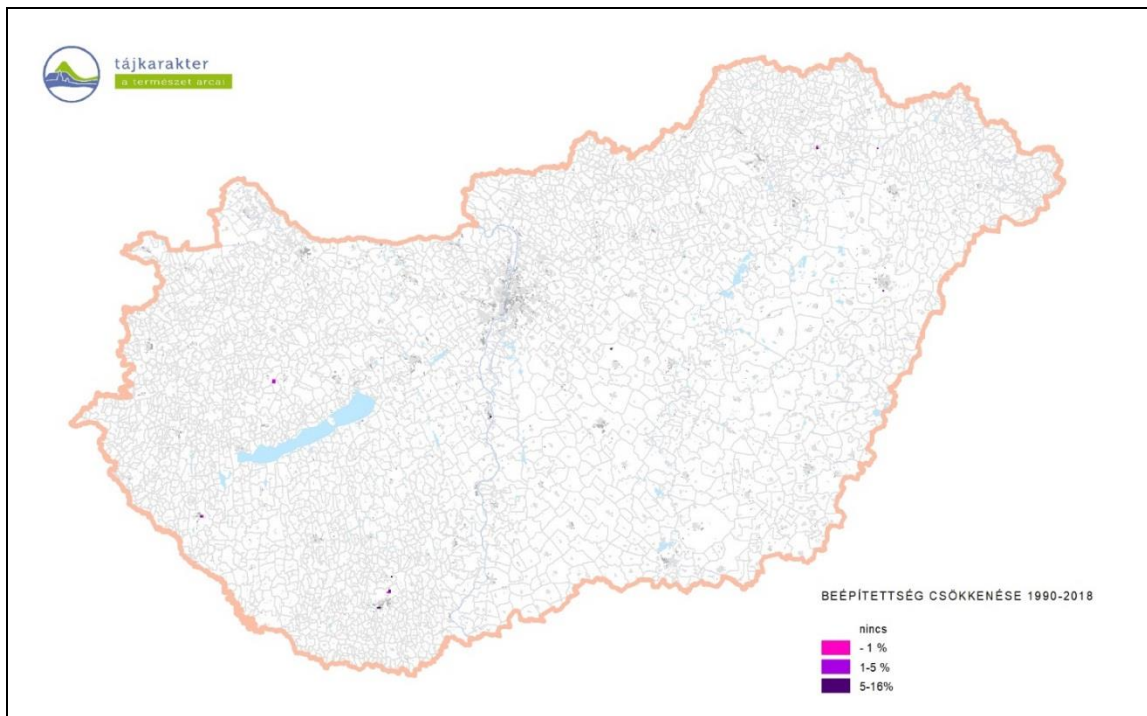 tájkarakter
a természet arcai
BEÉPÍTETTSÉG CSÖKKENÉSE 1990-2018
nincs
- 1 %
1-5 %
5-16%